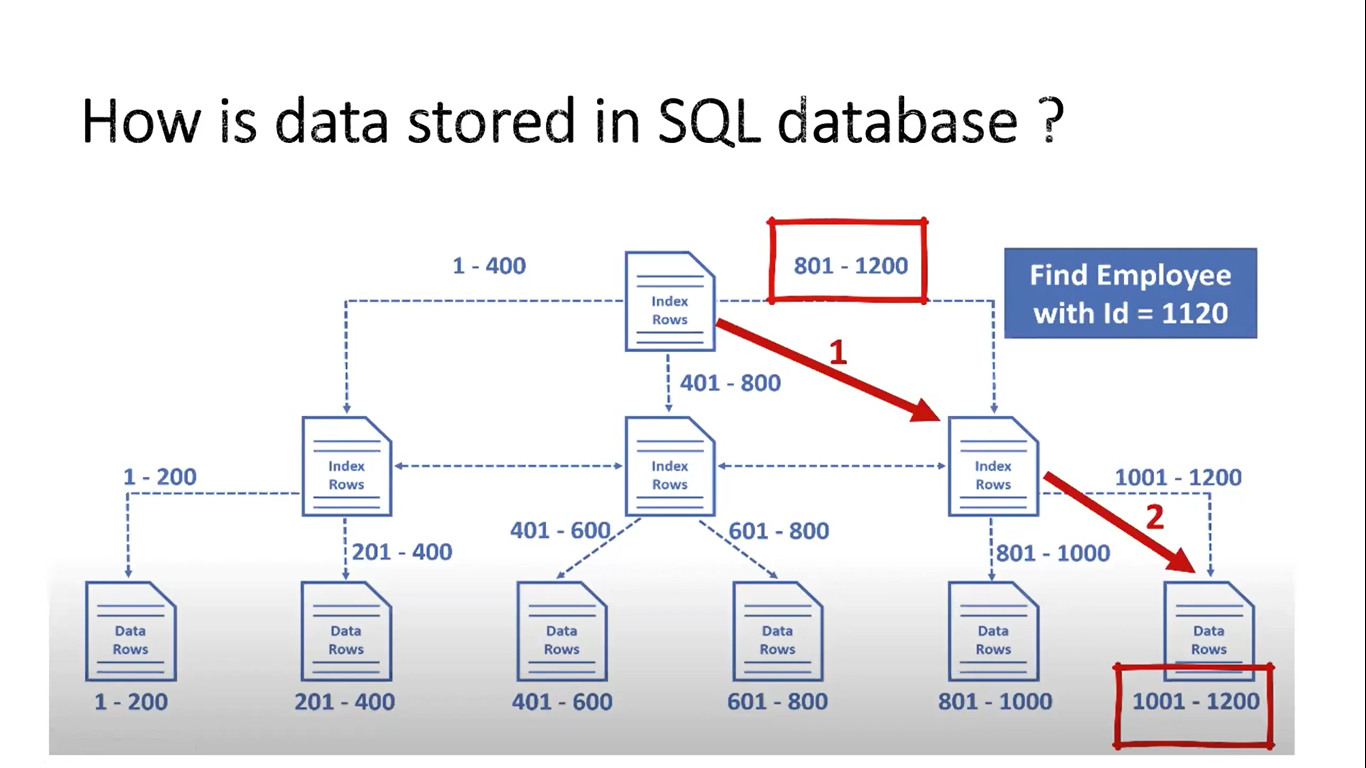 How is data stored in SQL database ?
1 - 400
801 - 1200
Find Employee
with Id = 1120
Index
Rows
1
401 - 800
1 - 200
Index
Rows
Index
Rows
Index
Rows
1001 - 1200
2
201 - 400
401 - 600
601 - 800
801 - 1000
Data
Rows
Data
Rows
Data
Rows
Data
Rows
Data
Rows
Data
Rows
1 - 200
201 - 400
401 - 600
601 - 800
801 - 1000
1001 - 1200